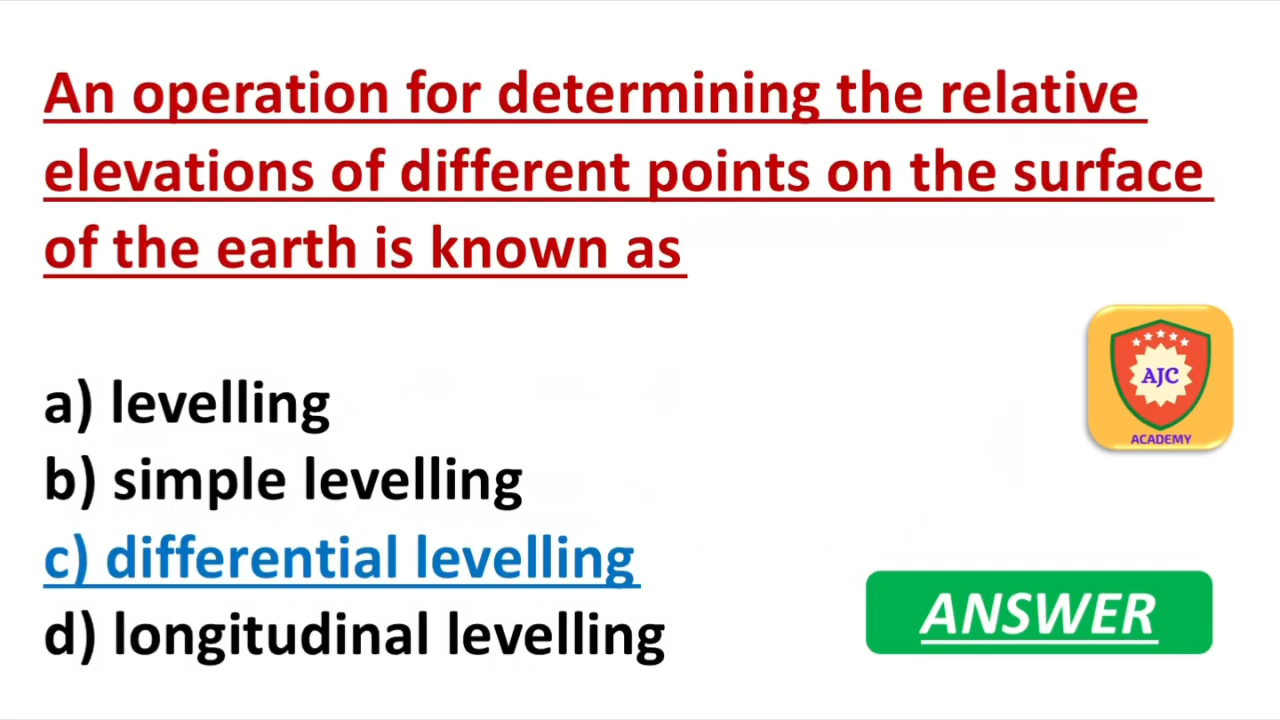 An operation for determining the relative
elevations of different points on the surface
of the earth is known as
a) levelling
b) simple levelling
c) differential levelling
d) longitudinal levelling
AJC
ACADEMY
ANSWER